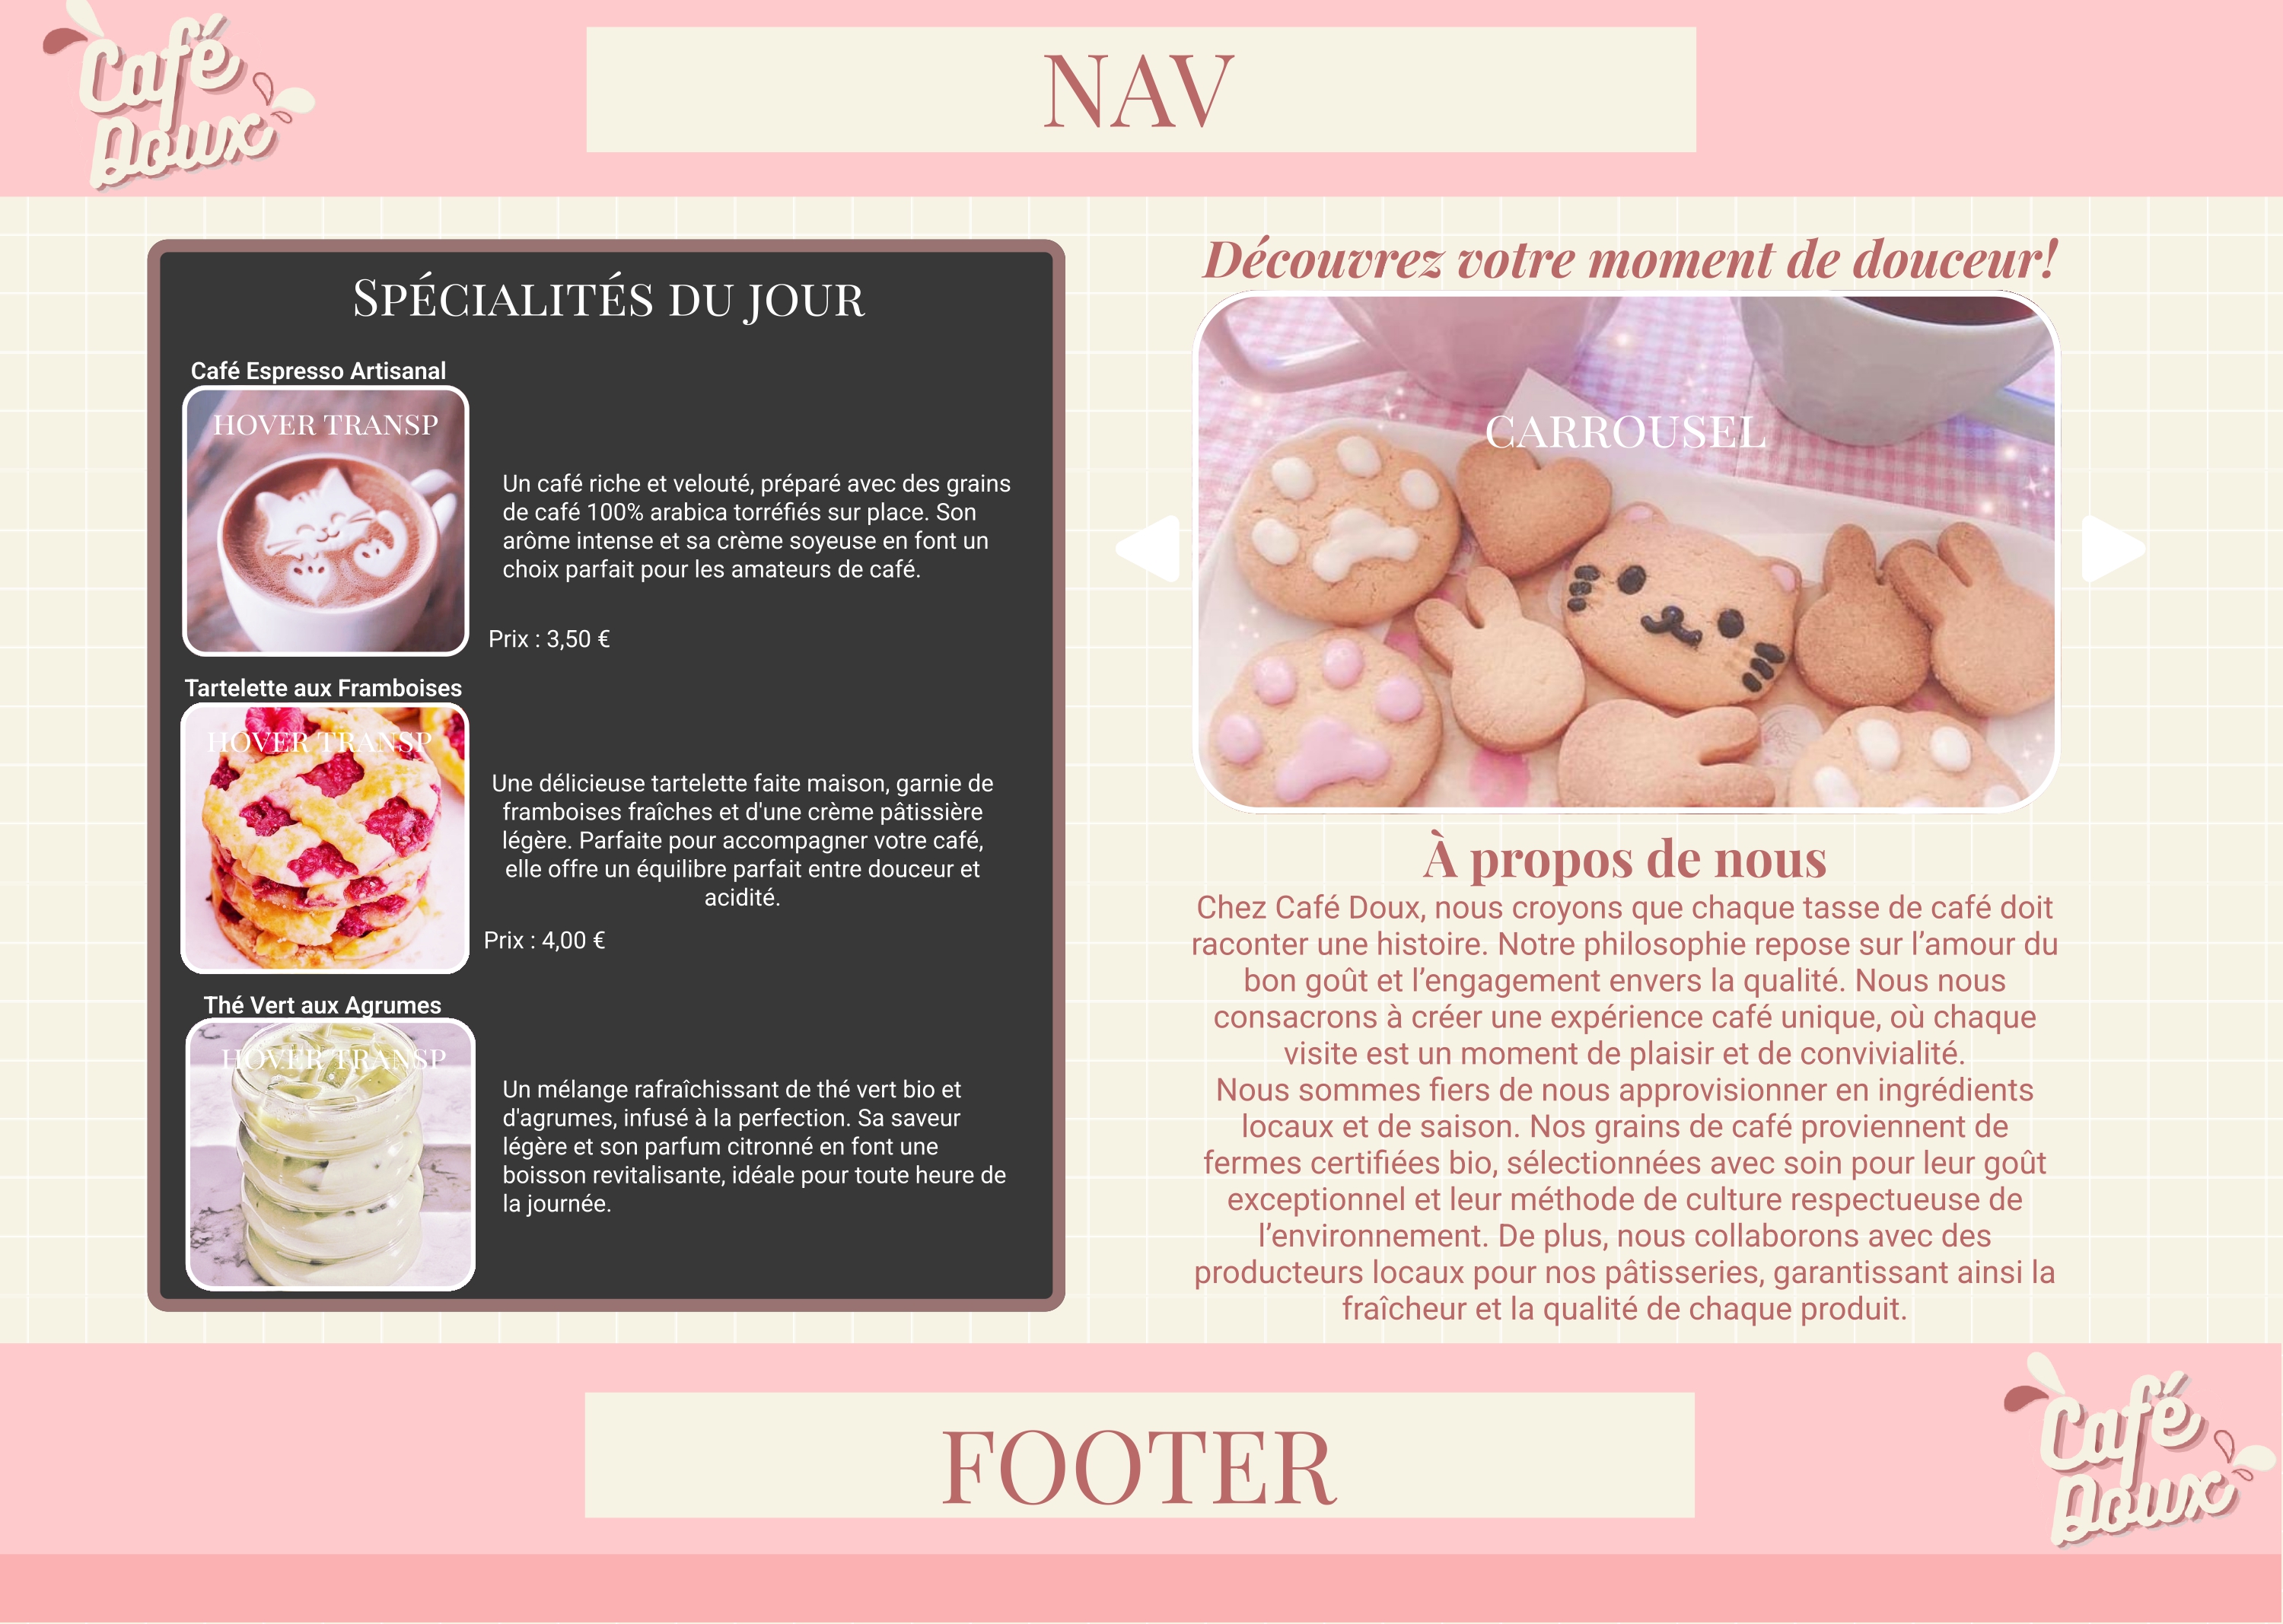 Café
Doux
NAV
Spécialités du jour
Café Espresso Artisanal
HOVER TRANSP
Un café riche et velouté, préparé avec des grains
de café 100% arabica torréfiés sur place. Son
arôme intense et sa crème soyeuse en font un
choix parfait pour les amateurs de café.
Prix : 3,50 €
Tartelette aux Framboises
HOVER TRANSP
Une délicieuse tartelette faite maison, garnie de
framboises fraîches et d'une crème pâtissière
légère. Parfaite pour accompagner votre café,
elle offre un équilibre parfait entre douceur et
acidité.
Prix : 4,00 €
Thé Vert aux Agrumes
HOVER TRANSP
Un mélange rafraîchissant de thé vert bio et
d'agrumes, infusé à la perfection. Sa saveur
légère et son parfum citronné en font une
boisson revitalisante, idéale pour toute heure de
la journée.
Découvrez votre moment de douceur!
CARROUSEL
À propos de nous
Chez Café Doux, nous croyons que chaque tasse de café doit
raconter une histoire. Notre philosophie repose sur l’amour du
bon goût et l’engagement envers la qualité. Nous nous
consacrons à créer une expérience café unique, où chaque
visite est un moment de plaisir et de convivialité.
Nous sommes fiers de nous approvisionner en ingrédients
locaux et de saison. Nos grains de café proviennent de
fermes certifiées bio, sélectionnées avec soin pour leur goût
exceptionnel et leur méthode de culture respectueuse de
l’environnement. De plus, nous collaborons avec des
producteurs locaux pour nos pâtisseries, garantissant ainsi la
fraîcheur et la qualité de chaque produit.
FOOTER
Café
Doux